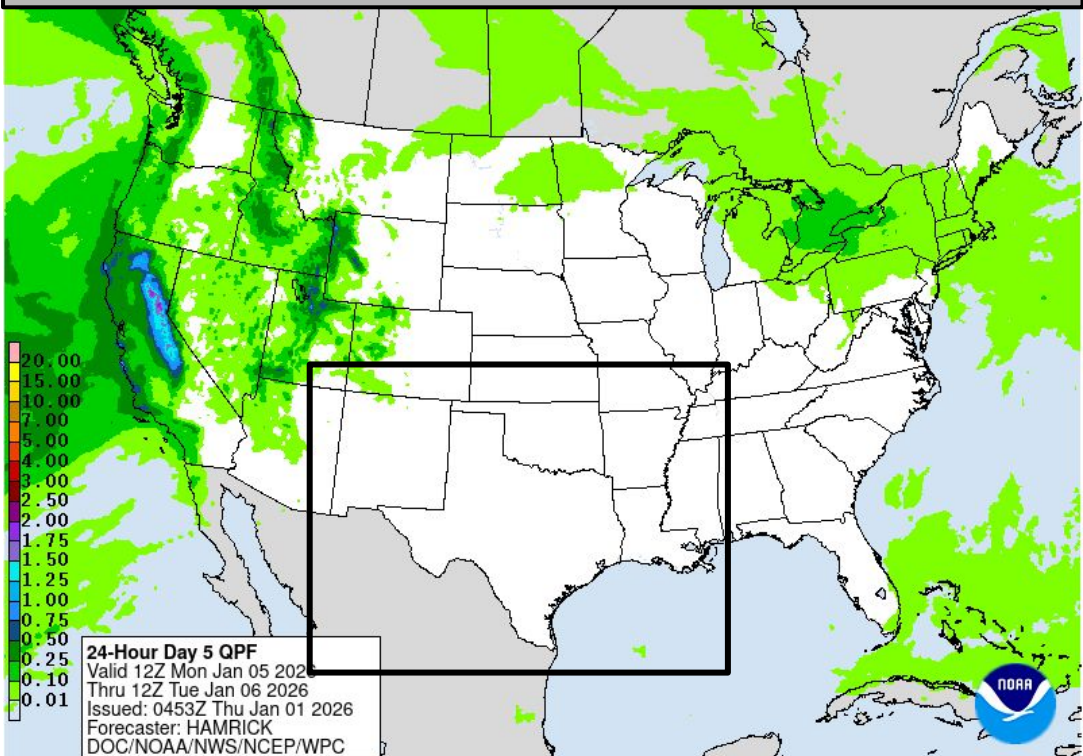 20.00
15.00
10.00
7.00
5.00
4.00
3.00
2.50
2.00
1.75
1.50
1.25
1.00
0.75
0.50
0.25
0.10
0.01
24-Hour Day 5 QPF
Valid 12Z Mon Jan 05 2026
Thru 12Z Tue Jan 06 2026
Issued: 0453Z Thu Jan 01 2026
Forecaster: HAMRICK
DOC/NOAA/NWS/NCEP/WPC
NOAA